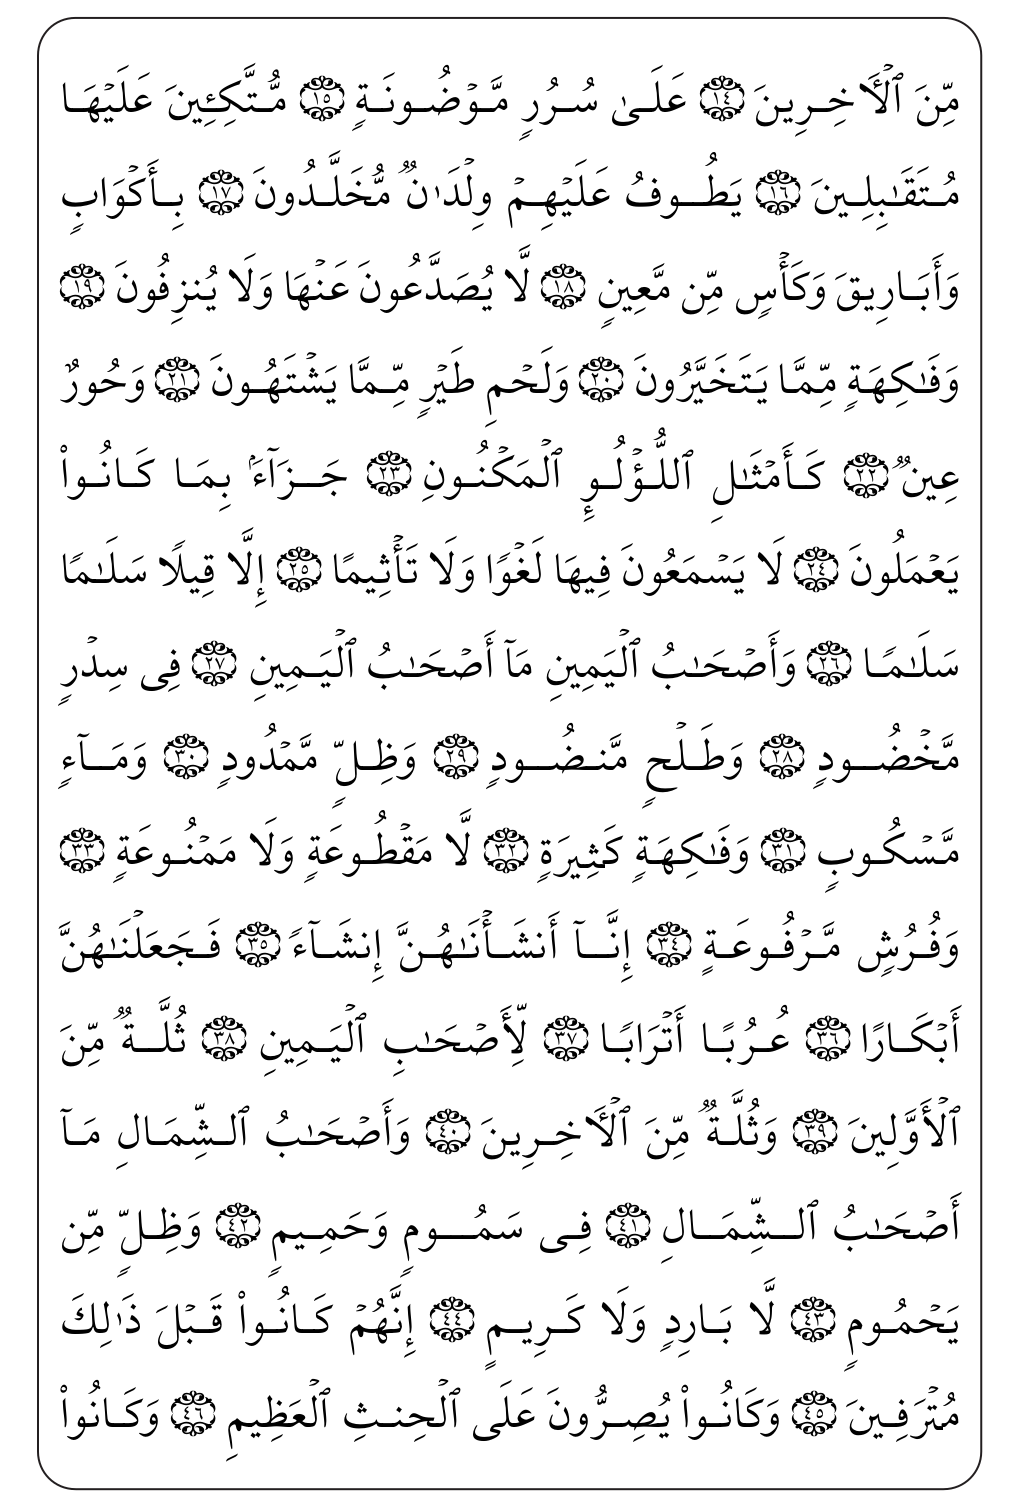 مِّنَ ٱلْأَخِرِينَ ١٤ عَلَىٰ سُرُرٍ مَّوْضُونَةٍ ١٥ مُّتَّكِـِٔينَ عَلَيْهَا
مُتَقَٰبِلِينَ ١٦ يَطُوفُ عَلَيْهِمْ وِلْدَٰنٌ مُّخَلَّدُونَ ١٧ بِأَكْوَابٍ
وَأَبَارِيقَ وَكَأْسٍ مِّن مَّعِينٍ ١٨ لَّا يُصَدَّعُونَ عَنْهَا وَلَا يُنزِفُونَ ١٩
وَفَٰكِهَةٍ مِّمَّا يَتَخَيَّرُونَ ٢٠ وَلَحْمِ طَيْرٍ مِّمَّا يَشْتَهُونَ ٢١ وَحُورٌ
عِينٌ ٢٢ كَأَمْثَٰلِ ٱللُّؤْلُوِٕ ٱلْمَكْنُونِ ٢٣ جَزَآءًۢ بِمَا كَانُوا۟
يَعْمَلُونَ ٢٤ لَا يَسْمَعُونَ فِيهَا لَغْوًا وَلَا تَأْثِيمًا ٢٥ إِلَّا قِيلًا سَلَٰمًا
سَلَٰمًا ٢٦ وَأَصْحَٰبُ ٱلْيَمِينِ مَآ أَصْحَٰبُ ٱلْيَمِينِ ٢٧ فِى سِدْرٍ
مَّخْضُودٍ ٢٨ وَطَلْحٍ مَّنضُودٍ ٢٩ وَظِلٍّ مَّمْدُودٍ ٣٠ وَمَآءٍ
مَّسْكُوبٍ ٣١ وَفَٰكِهَةٍ كَثِيرَةٍ ٣٢ لَّا مَقْطُوعَةٍ وَلَا مَمْنُوعَةٍ ٣٣
وَفُرُشٍ مَّرْفُوعَةٍ ٣٤ إِنَّآ أَنشَأْنَٰهُنَّ إِنشَآءً ٣٥ فَجَعَلْنَٰهُنَّ
أَبْكَارًا ٣٦ عُرُبًا أَتْرَابًا ٣٧ لِّأَصْحَٰبِ ٱلْيَمِينِ ٣٨ ثُلَّةٌ مِّنَ
ٱلْأَوَّلِينَ ٣٩ وَثُلَّةٌ مِّنَ ٱلْأَخِرِينَ ٤٠ وَأَصْحَٰبُ ٱلشِّمَالِ مَآ
أَصْحَٰبُ ٱلشِّمَالِ ٤١ فِى سَمُومٍ وَحَمِيمٍ ٤٢ وَظِلٍّ مِّن
يَحْمُومٍ ٤٣ لَّا بَارِدٍ وَلَا كَرِيمٍ ٤٤ إِنَّهُمْ كَانُوا۟ قَبْلَ ذَٰلِكَ
مُتْرَفِينَ ٤٥ وَكَانُوا۟ يُصِرُّونَ عَلَى ٱلْحِنثِ ٱلْعَظِيمِ ٤٦ وَكَانُوا۟